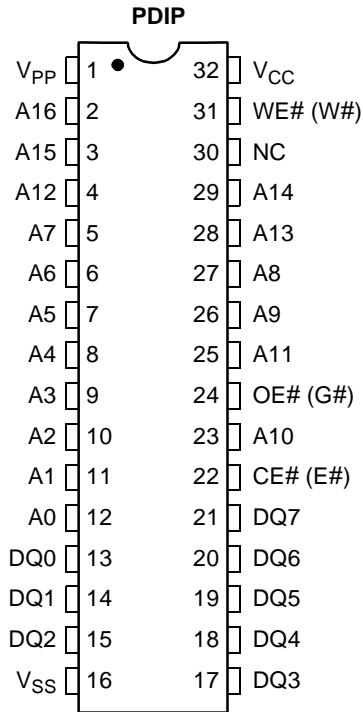 PDIP
VPP 1 32 VCC
A16 2 31 WE# (W#)
A15 3 30 NC
A12 4 29 A14
A7 5 28 A13
A6 6 27 A8
A5 7 26 A9
A4 8 25 A11
A3 9 24 OE# (G#)
A2 10 23 A10
A1 11 22 CE# (E#)
A0 12 21 DQ7
DQ0 13 20 DQ6
DQ1 14 19 DQ5
DQ2 15 18 DQ4
VSS 16 17 DQ3